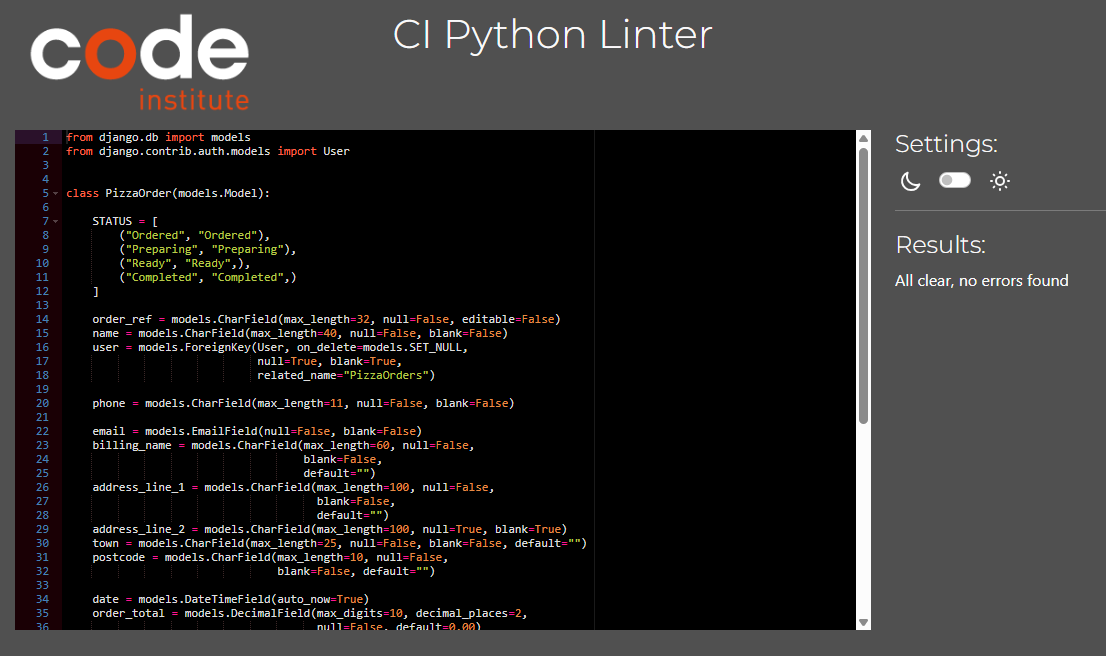 code
institute
CI Python Linter
1 from django.db import models
2 from django.contrib.auth.models import User
3
4
5 class PizzaOrder(models.Model):
6
7     STATUS = [
8         ("Ordered", "Ordered"),
9         ("Preparing", "Preparing"),
10         ("Ready", "Ready",),
11         ("Completed", "Completed",)
12     ]
13
14     order_ref = models.CharField(max_length=32, null=False, editable=False)
15     name = models.CharField(max_length=40, null=False, blank=False)
16     user = models.ForeignKey(User, on_delete=models.SET_NULL,
17                              null=True, blank=True,
18                              related_name="PizzaOrders")
19
20     phone = models.CharField(max_length=11, null=False, blank=False)
21
22     email = models.EmailField(null=False, blank=False)
23     billing_name = models.CharField(max_length=60, null=False,
24                                     blank=False,
25                                     default="")
26     address_line_1 = models.CharField(max_length=100, null=False,
27                                       blank=False,
28                                       default="")
29     address_line_2 = models.CharField(max_length=100, null=True, blank=True)
30     town = models.CharField(max_length=25, null=False, blank=False, default="")
31     postcode = models.CharField(max_length=10, null=False,
32                                 blank=False, default="")
33
34     date = models.DateTimeField(auto_now=True)
35     order_total = models.DecimalField(max_digits=10, decimal_places=2,
36                                       null=False, default=0.00)
Settings:
Results:
All clear, no errors found